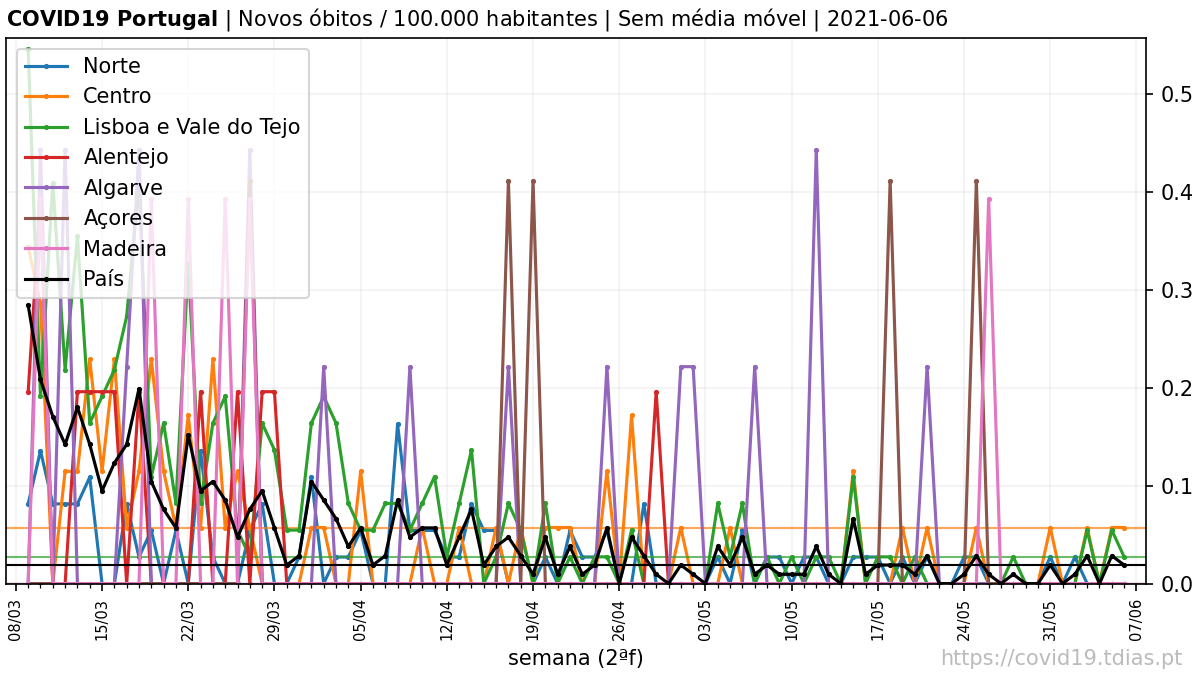 COVID19 Portugal | Novos óbitos / 100.000 habitantes | Sem média móvel | 2021-06-06
Norte
Centro
Lisboa e Vale do Tejo
Alentejo
Algarve
Açores
Madeira
País
0.5
0.4
0.3
0.2
0.1
0.0
08/03
15/03
22/03
29/03
05/04
12/04
19/04
26/04
03/05
10/05
17/05
24/05
31/05
07/06
semana (2ªf)
https://covid19.tdias.pt